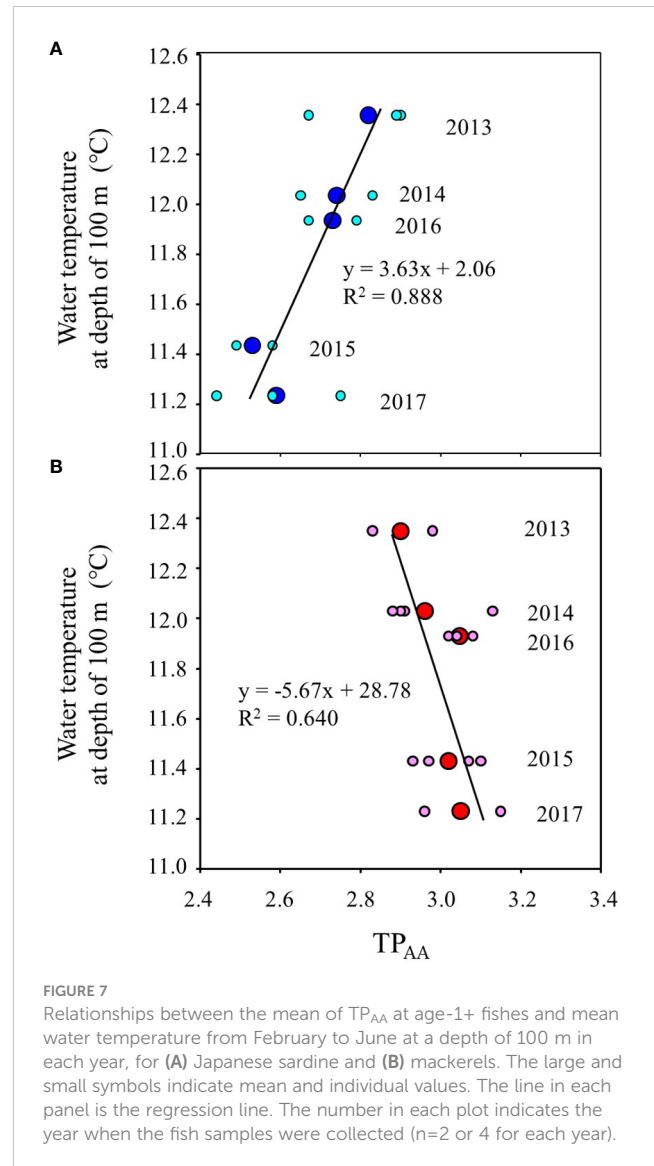 A
12.6
12.4
12.2
12.0
11.8
11.6
11.4
11.2
11.0
Water temperature
at depth of 100 m (°C)
2013
2014
2016
y = 3.63x + 2.06
R² = 0.888
2015
2017
B
12.6
12.4
12.2
12.0
11.8
11.6
11.4
11.2
11.0
Water temperature
at depth of 100 m (°C)
2013
2014
2016
y = -5.67x + 28.78
R² = 0.640
2015
2017
2.4 2.6 2.8 3.0 3.2 3.4
TP_AA
FIGURE 7
Relationships between the mean of TP_AA at age-1+ fishes and mean
water temperature from February to June at a depth of 100 m in
each year, for (A) Japanese sardine and (B) mackerels. The large and
small symbols indicate mean and individual values. The line in each
panel is the regression line. The number in each plot indicates the
year when the fish samples were collected (n=2 or 4 for each year).